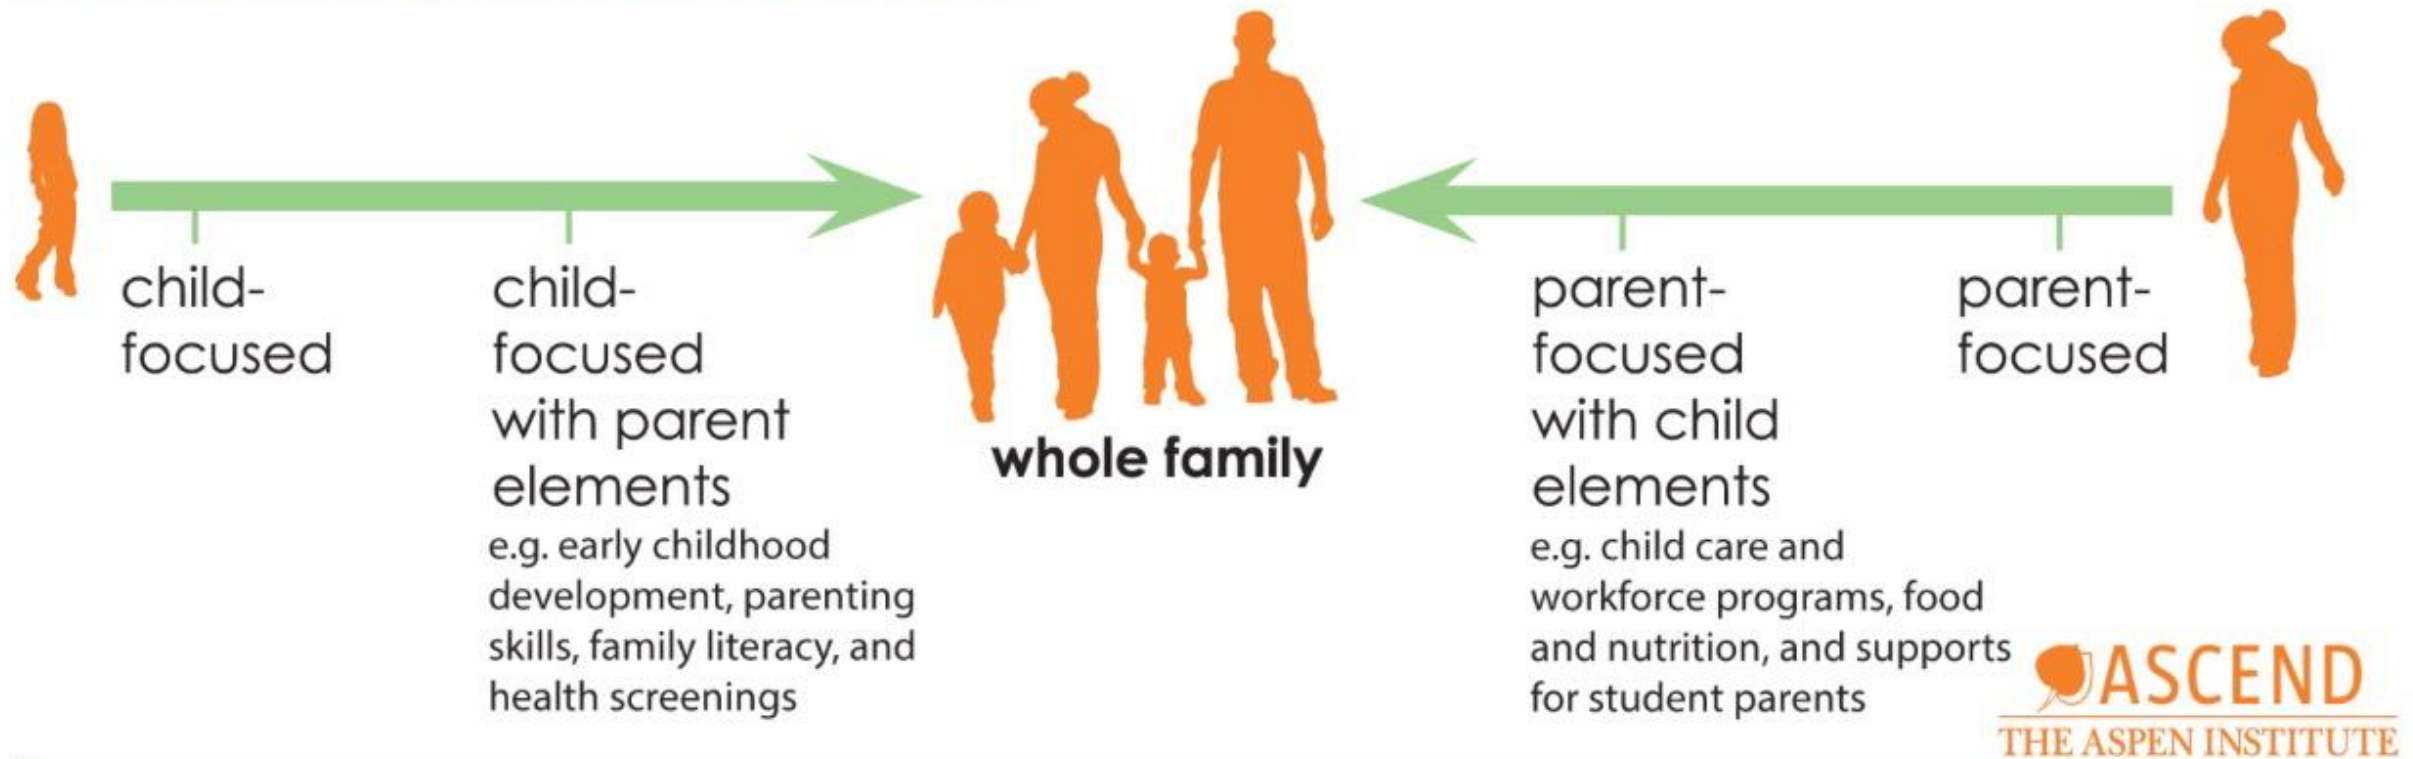 child-
focused
child-
focused
with parent
elements
e.g. early childhood
development, parenting
skills, family literacy, and
health screenings
whole family
parent-
focused
with child
elements
e.g. child care and
workforce programs, food
and nutrition, and supports
for student parents
parent-
focused
ASCEND
THE ASPEN INSTITUTE